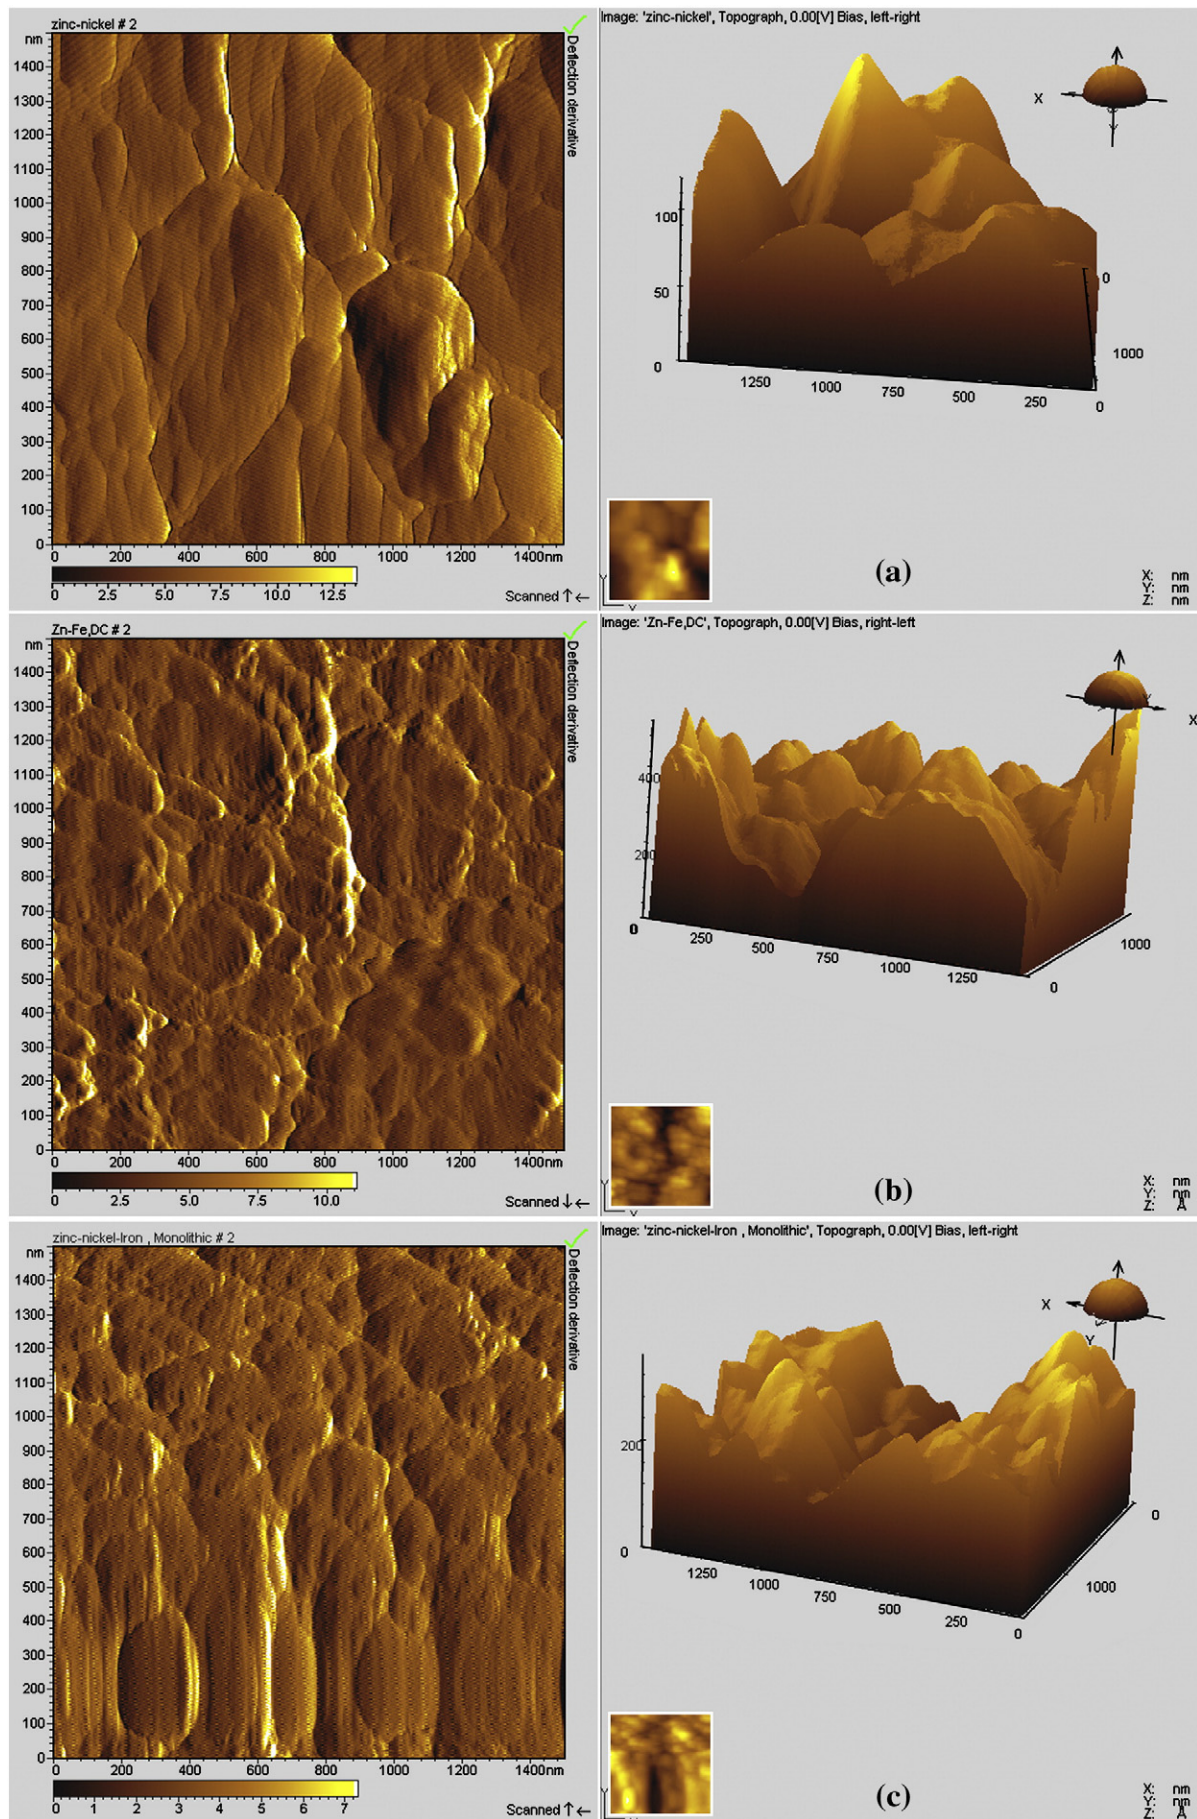 zinc-nickel # 2
nm
1400
1300
1200
1100
1000
900
800
700
600
500
400
300
200
100
0
0 200 400 600 800 1000 1200 1400nm
0 2.5 5.0 7.5 10.0 12.5
Scanned ↑←
Deflection derivative
Image: 'zinc-nickel', Topograph, 0.00[V] Bias, left-right
X
Y
100
50
0
1250 1000 750 500 250 0
0
1000
(a)
X: nm
Y: nm
Z: nm
Zn-Fe,DC # 2
nm
1400
1300
1200
1100
1000
900
800
700
600
500
400
300
200
100
0
0 200 400 600 800 1000 1200 1400nm
0 2.5 5.0 7.5 10.0
Scanned ↓←
Deflection derivative
Image: 'Zn-Fe,DC', Topograph, 0.00[V] Bias, right-left
X
400
200
0
250 500 750 1000 1250
0
1000
(b)
X: nm
Y: nm
Z: Å
zinc-nickel-Iron , Monolithic # 2
nm
1400
1300
1200
1100
1000
900
800
700
600
500
400
300
200
100
0
0 200 400 600 800 1000 1200 1400nm
0 1 2 3 4 5 6 7
Scanned ↑←
Deflection derivative
Image: 'zinc-nickel-Iron , Monolithic', Topograph, 0.00[V] Bias, left-right
X
Y
200
0
1250 1000 750 500 250 0
1000
0
(c)
X: nm
Y: nm
Z: Å